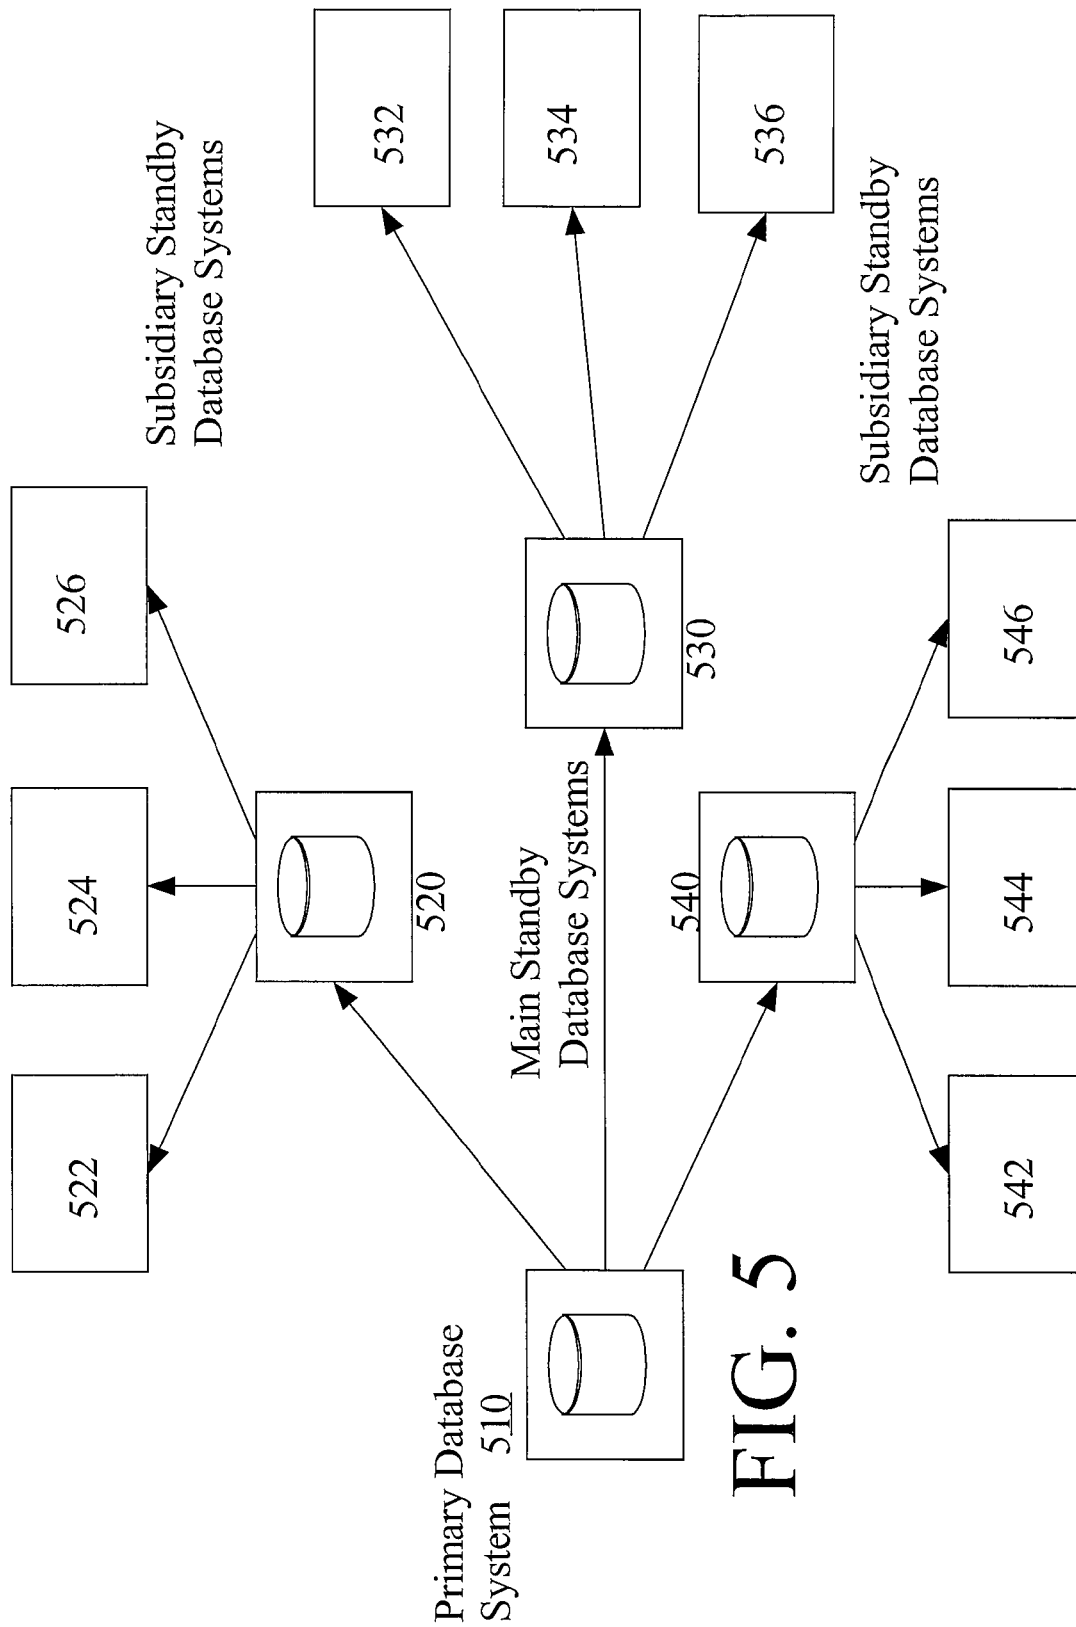 522
524
526
Subsidiary Standby
Database Systems
532
520
Primary Database
System 510
Main Standby
Database Systems
530
534
540
536
FIG. 5
542
544
546
Subsidiary Standby
Database Systems